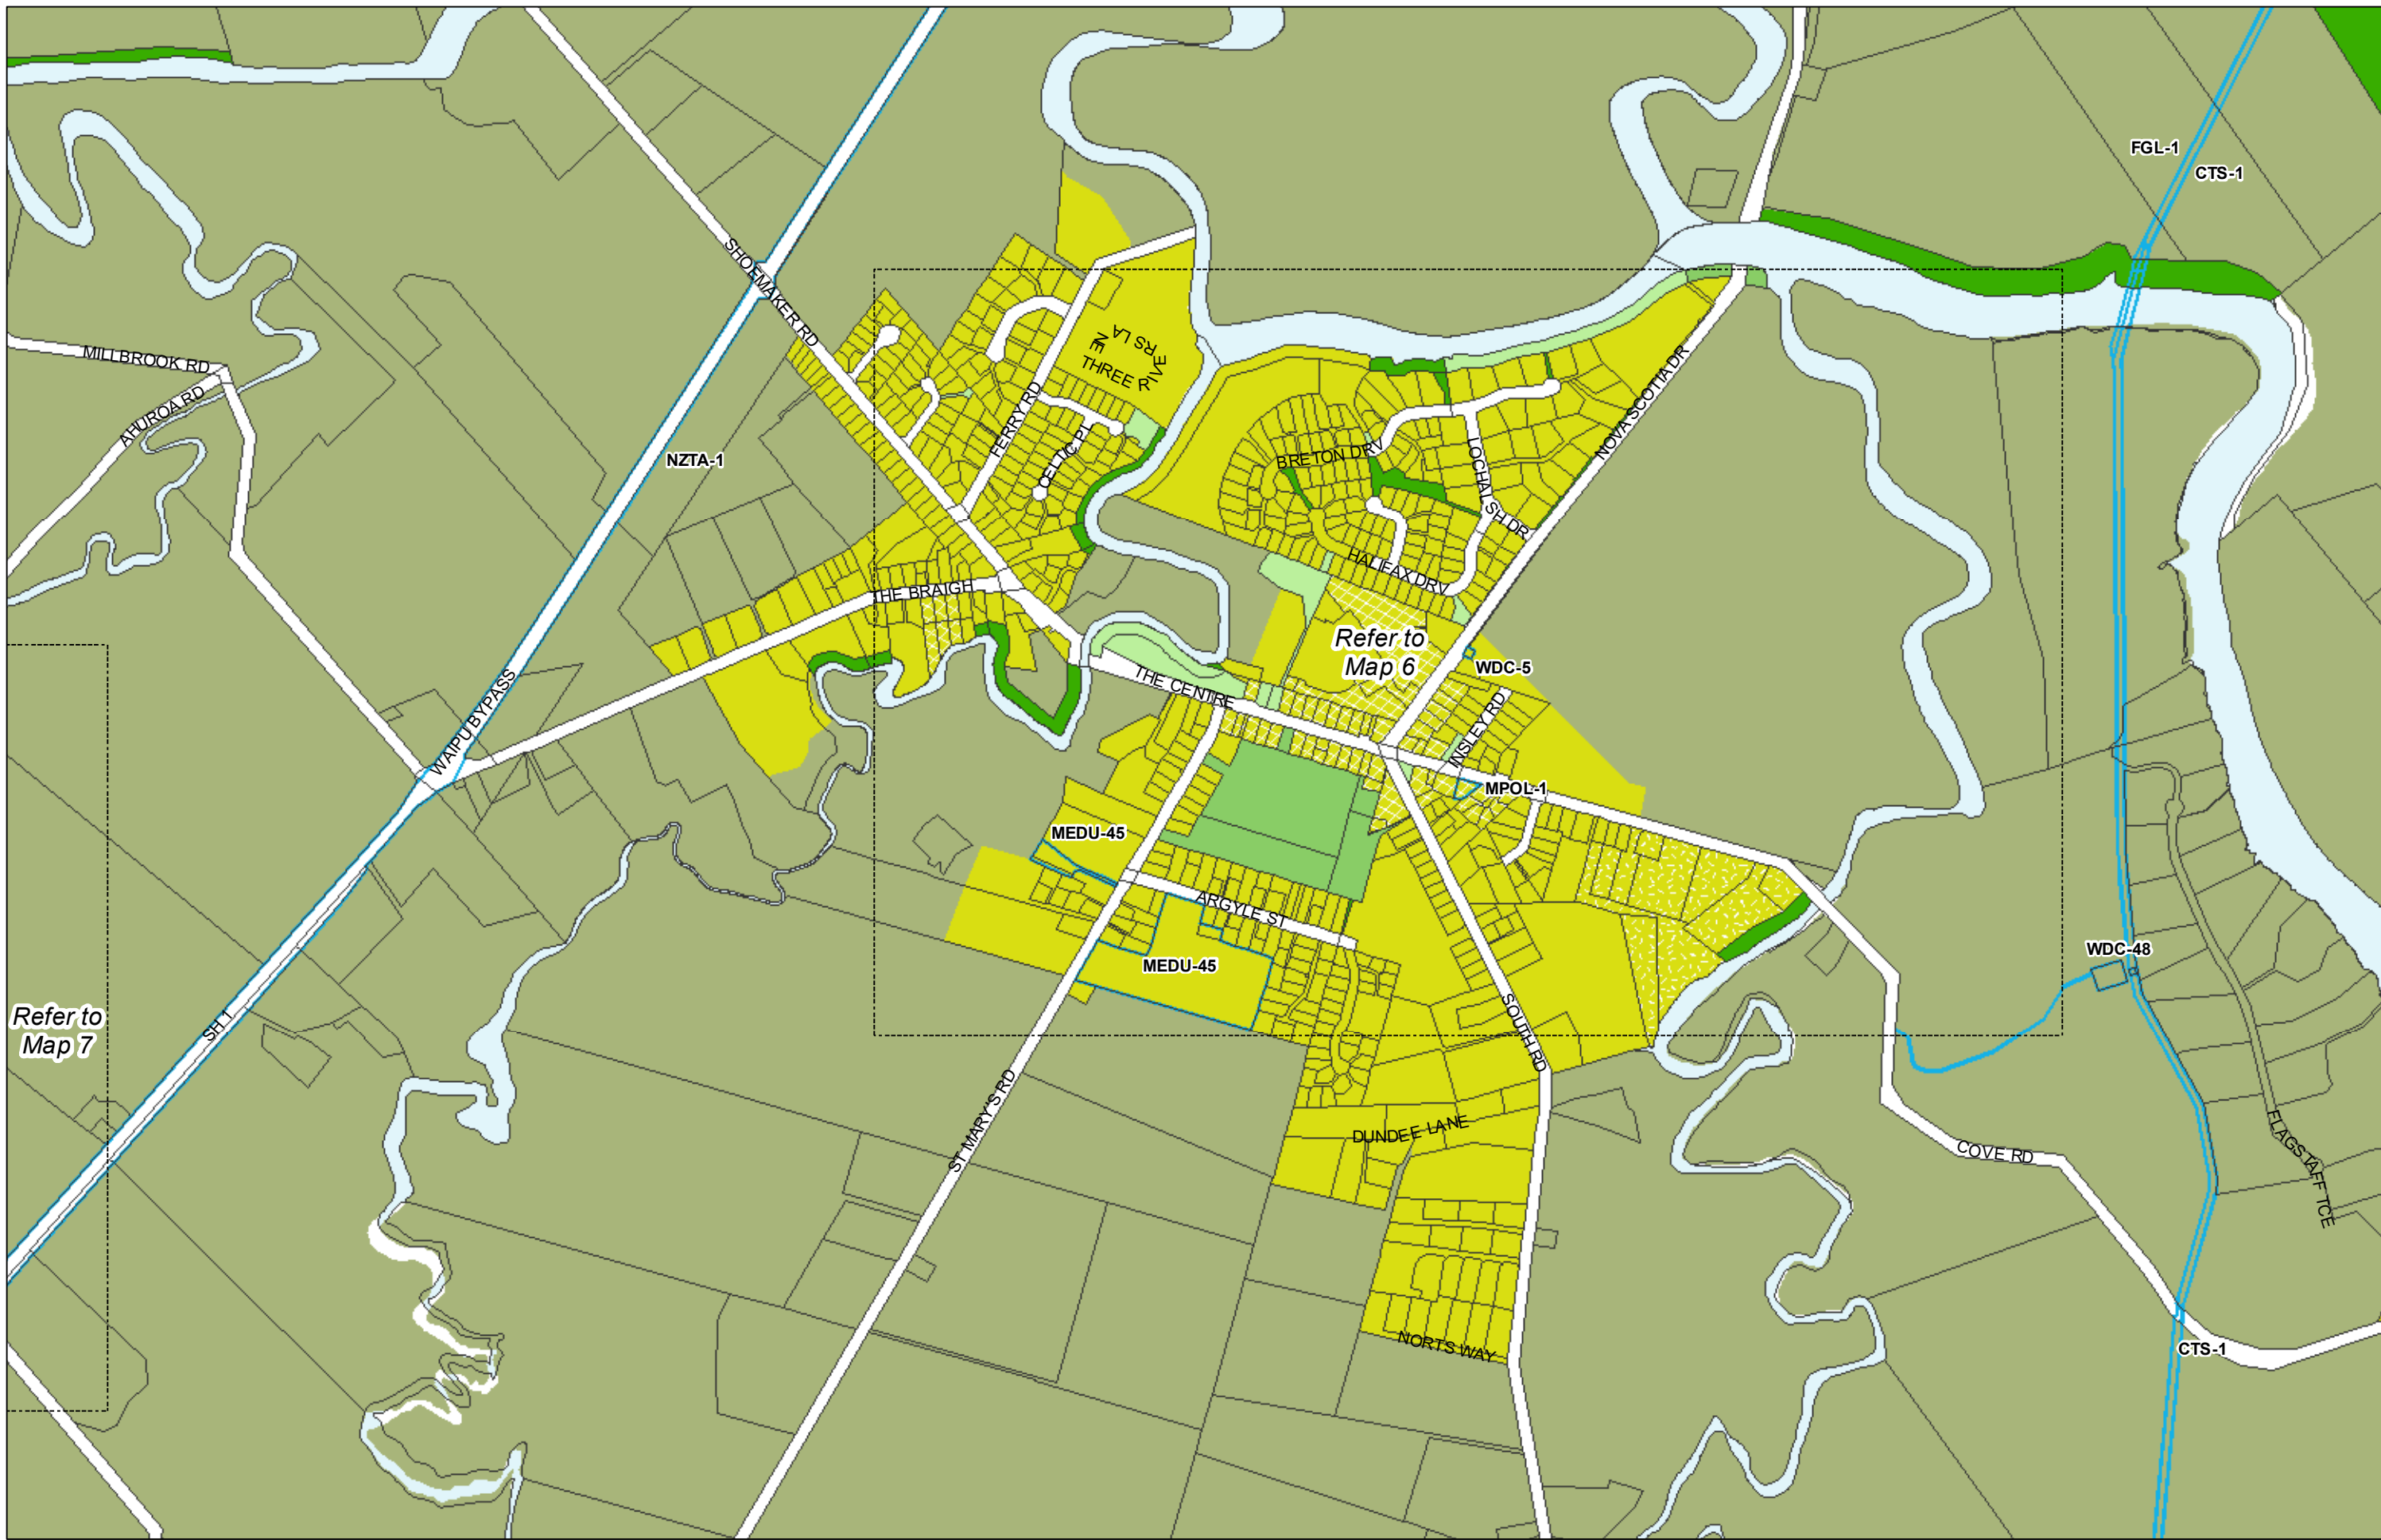 FGL-1
CTS-1
SHOEMAKER RD
MILLBROOK RD
AHUROA RD
NZTA-1
FERRY RD
THREE RIVERS LANE
CELTIC PL
BRETON DRV
LOCHALSH DR
NOVA SCOTIA DR
HALIFAX DRV
THE BRAIGH
Refer to
Map 6
WDC-5
WAIPU BYPASS
THE CENTRE
INSLEY RD
MPOL-1
MEDU-45
ARGYLE ST
MEDU-45
WDC-48
SH 1
Refer to
Map 7
SOUTH RD
ST MARY'S RD
DUNDEE LANE
COVE RD
FLAGSTAFF TCE
NORTS WAY
CTS-1